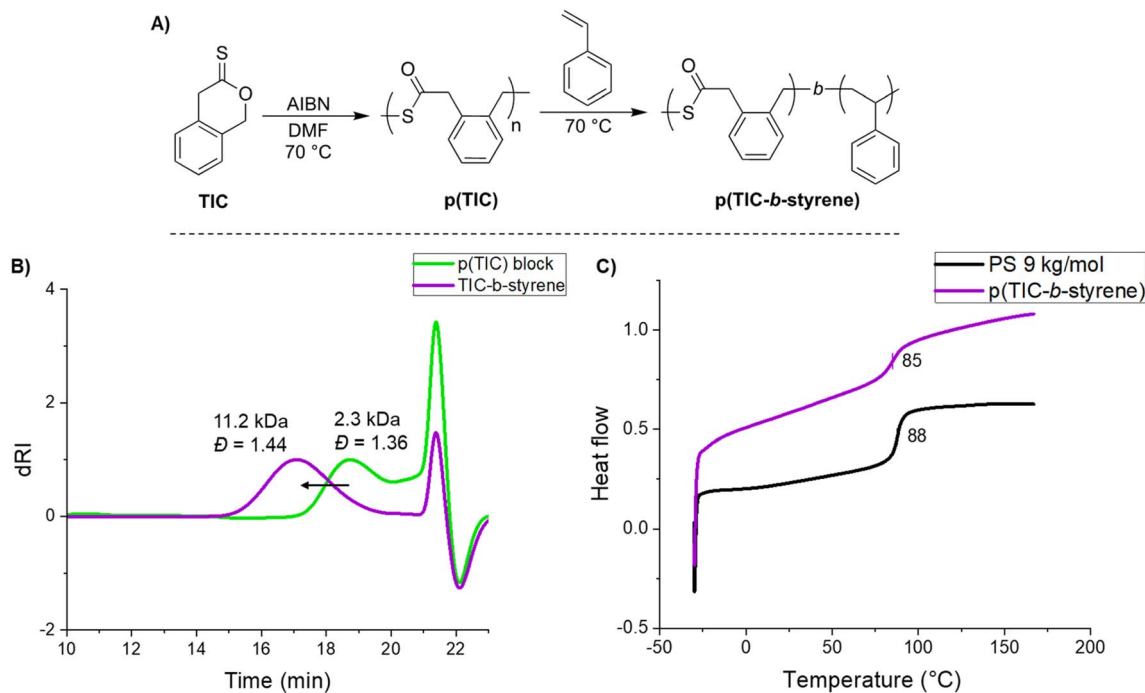 A)
S
O
TIC
AIBN
DMF
70 °C
O
S
n
p(TIC)
70 °C
O
S
b
p(TIC-b-styrene)
B)
p(TIC) block
TIC-b-styrene
4
2
0
-2
dRI
11.2 kDa
Đ = 1.44
2.3 kDa
Đ = 1.36
10
12
14
16
18
20
22
Time (min)
C)
PS 9 kg/mol
p(TIC-b-styrene)
1.0
0.5
0.0
-0.5
Heat flow
85
88
-50
0
50
100
150
200
Temperature (°C)